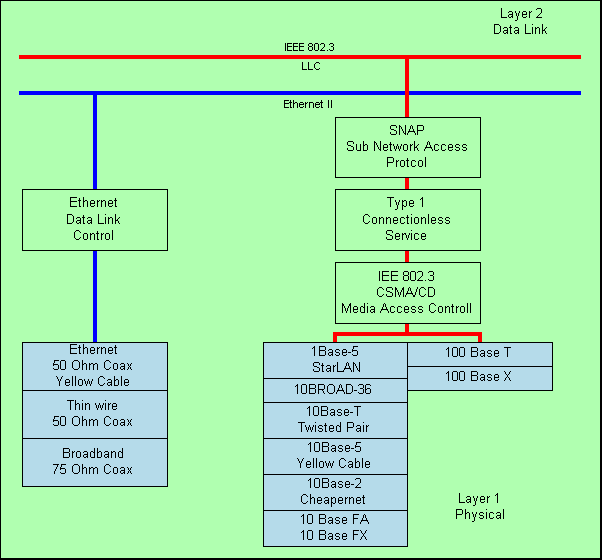 Layer 2
Data Link
IEEE 802.3
LLC
Ethernet II
SNAP
Sub Network Access
Protcol
Ethernet
Data Link
Control
Type 1
Connectionless
Service
IEE 802.3
CSMA/CD
Media Access Controll
Ethernet
50 Ohm Coax
Yellow Cable
Thin wire
50 Ohm Coax
Broadband
75 Ohm Coax
1Base-5
StarLAN
10BROAD-36
10Base-T
Twisted Pair
10Base-5
Yellow Cable
10Base-2
Cheapernet
10 Base FA
10 Base FX
100 Base T
100 Base X
Layer 1
Physical